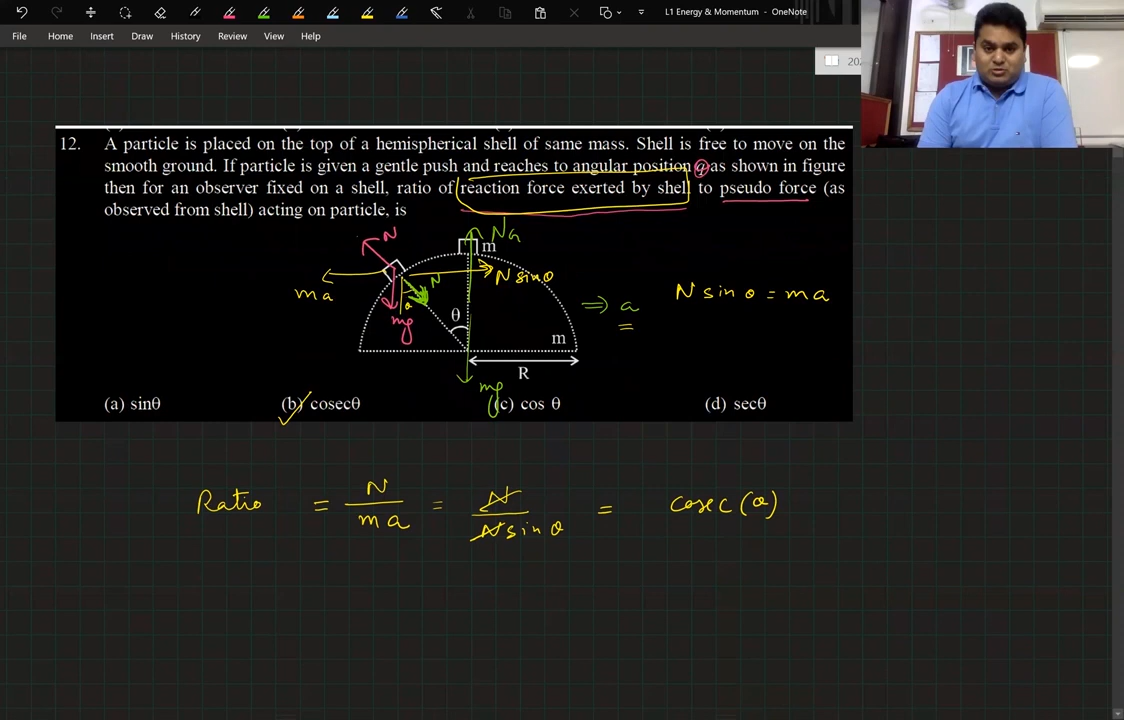 L1 Energy & Momentum - OneNote
File Home Insert Draw History Review View Help
202
12. A particle is placed on the top of a hemispherical shell of same mass. Shell is free to move on the
smooth ground. If particle is given a gentle push and reaches to angular position θ as shown in figure
then for an observer fixed on a shell, ratio of reaction force exerted by shell to pseudo force (as
observed from shell) acting on particle, is
N
m
N sin θ
ma
N
θ
mg
θ
⇒ a
N sin θ = ma
m
R
mg
(a) sinθ (b) cosecθ (c) cos θ (d) secθ
Ratio = N / ma = N / N sin θ = cosec(θ)